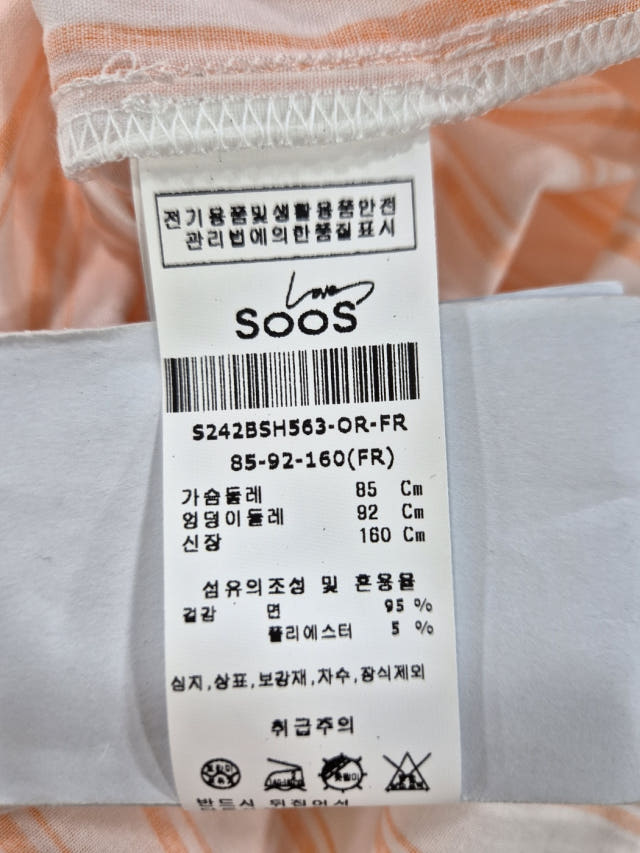 전기용품및생활용품안전
관리법에의한품질표시
Love
SOOS
S242BSH563-OR-FR
85-92-160(FR)
가슴둘레 85 Cm
엉덩이둘레 92 Cm
신장 160 Cm
섬유의조성 및 혼용율
겉감 면 95 %
폴리에스터 5 %
심지,상표,보강재,자수,장식제외
취급주의